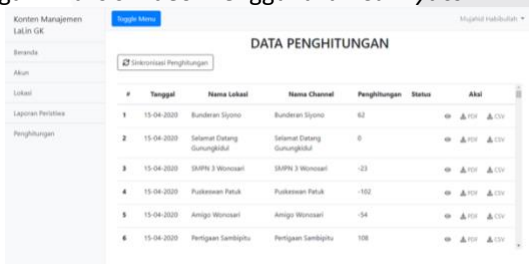 Konten Manajemen
LaLin GK
Toggle Menu
Mujahid Habibullah
Beranda
Akun
Lokasi
Laporan Peristiwa
Penghitungan
DATA PENGHITUNGAN
Sinkronisasi Penghitungan
# Tanggal Nama Lokasi Nama Channel Penghitungan Status Aksi
1 15-04-2020 Bunderan Siyono Bunderan Siyono 62 PDF CSV
2 15-04-2020 Selamat Datang Gunungkidul Selamat Datang Gunungkidul 0 PDF CSV
3 15-04-2020 SMPN 3 Wonosari SMPN 3 Wonosari -23 PDF CSV
4 15-04-2020 Puskeswan Patuk Puskeswan Patuk -102 PDF CSV
5 15-04-2020 Amigo Wonosari Amigo Wonosari -54 PDF CSV
6 15-04-2020 Pertigaan Sambipitu Pertigaan Sambipitu 108 PDF CSV